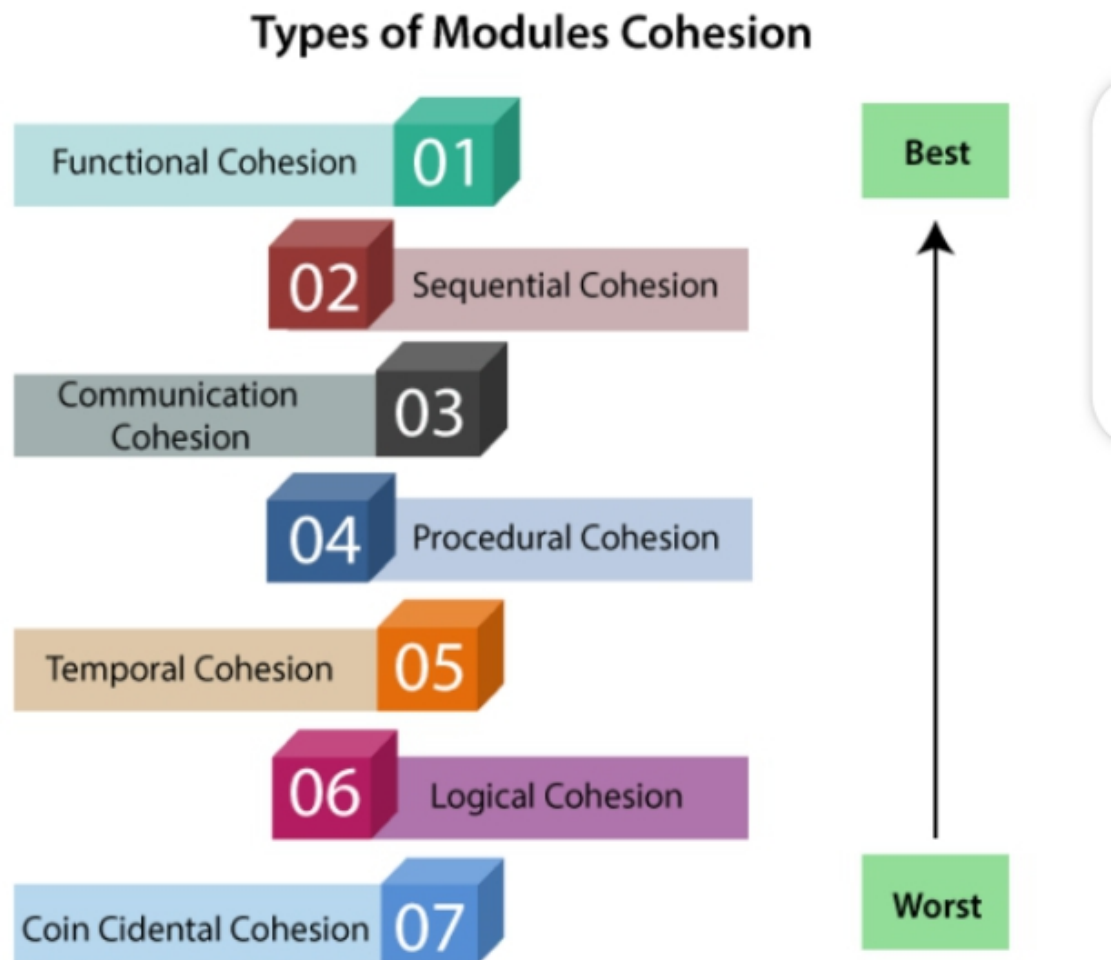 Types of Modules Cohesion
Functional Cohesion 01
Best
02 Sequential Cohesion
Communication
Cohesion
03
04 Procedural Cohesion
Temporal Cohesion 05
06 Logical Cohesion
Coin Cidental Cohesion 07
Worst